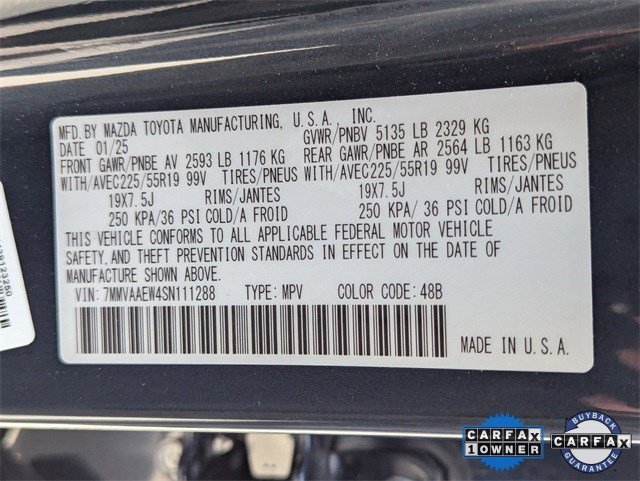 MFD.BY MAZDA TOYOTA MANUFACTURING, U.S.A., INC.
DATE 01/25 GVWR/PNBV 5135 LB 2329 KG
FRONT GAWR/PNBE AV 2593 LB 1176 KG REAR GAWR/PNBE AR 2564 LB 1163 KG
WITH/AVEC225/55R19 99V TIRES/PNEUS WITH/AVEC225/55R19 99V TIRES/PNEUS
19X7.5J RIMS/JANTES 19X7.5J RIMS/JANTES
250 KPA/36 PSI COLD/A FROID 250 KPA/ 36 PSI COLD/A FROID
THIS VEHICLE CONFORMS TO ALL APPLICABLE FEDERAL MOTOR VEHICLE
SAFETY,AND THEFT PREVENTION STANDARDS IN EFFECT ON THE DATE OF
MANUFACTURE SHOWN ABOVE.
VIN: 7MMVAAEW4SN111288 TYPE: MPV COLOR CODE: 48B
MADE IN U.S.A.
CARFAX
1 OWNER
BUYBACK
CARFAX
GUARANTEE